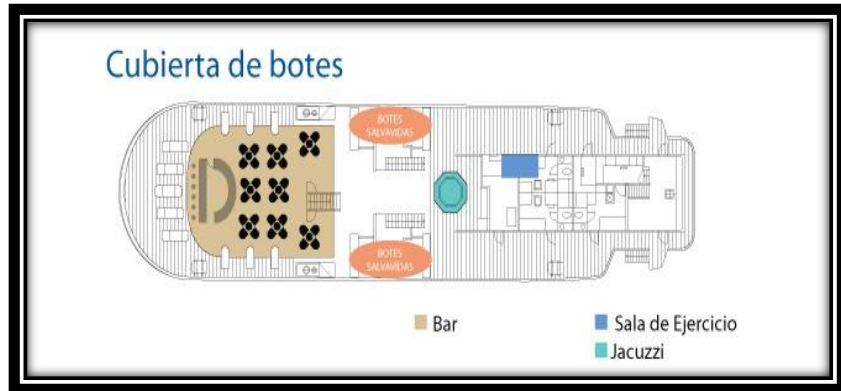 Cubierta de botes
BOTES
SALVAVIDAS
BOTES
SALVAVIDAS
Bar
Sala de Ejercicio
Jacuzzi